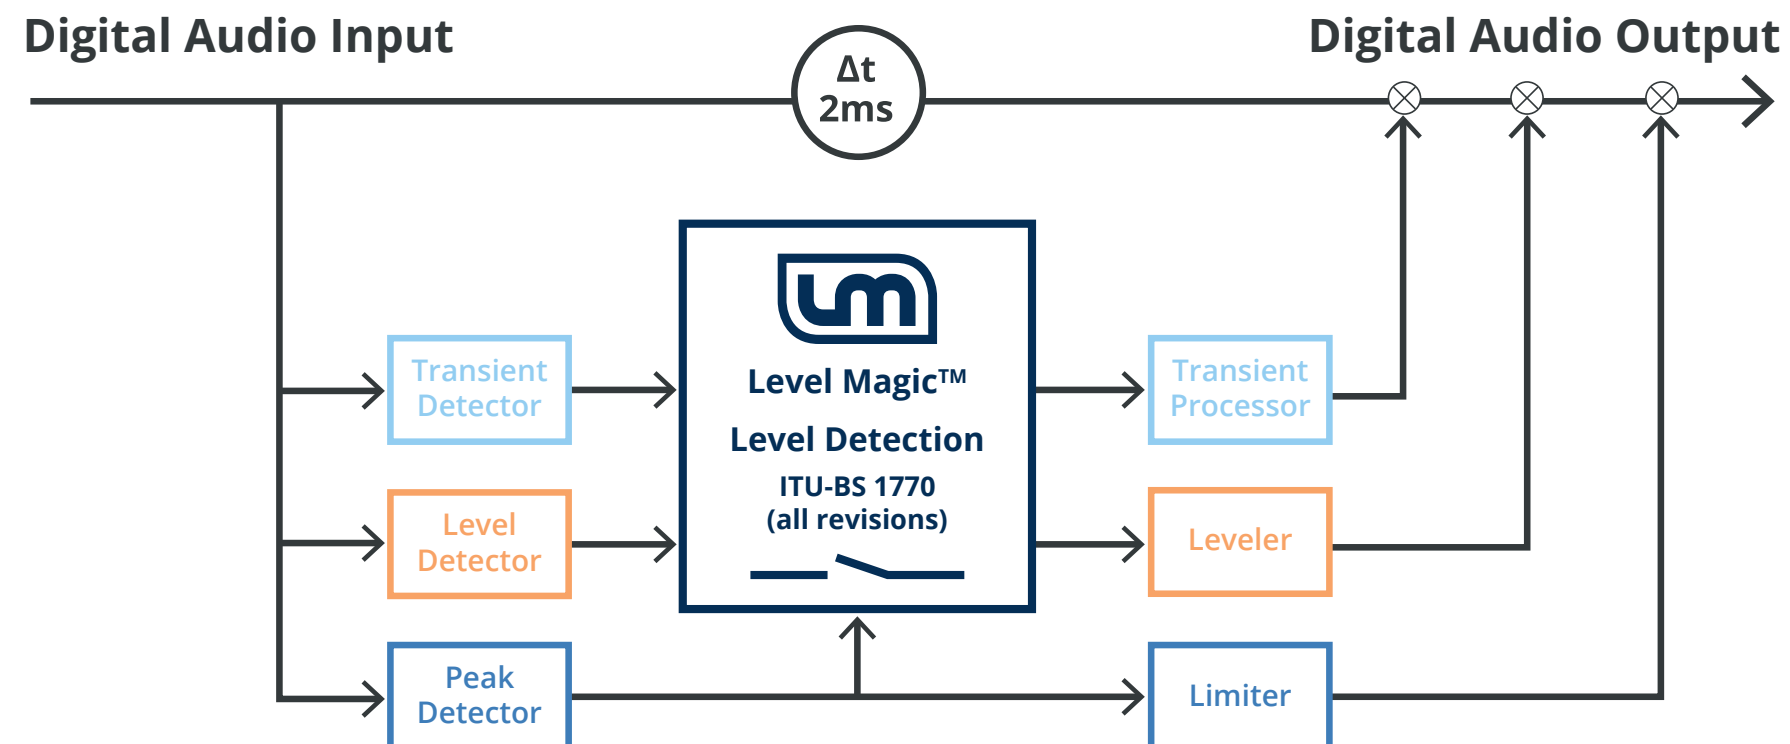 Digital Audio Input
Digital Audio Output
Δt
2ms
lm
Level Magic™
Level Detection
ITU-BS 1770
(all revisions)
Transient
Detector
Transient
Processor
Level
Detector
Leveler
Peak
Detector
Limiter